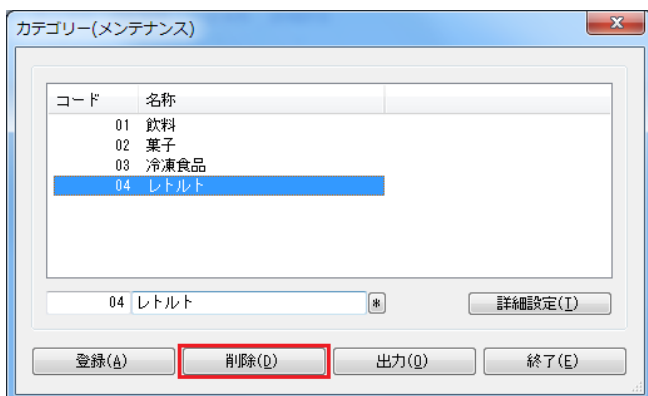 カテゴリー(メンテナンス)
コード 名称
01 飲料
02 菓子
03 冷凍食品
04 レトルト
04 レトルト * 詳細設定(I)
登録(A) 削除(D) 出力(O) 終了(E)